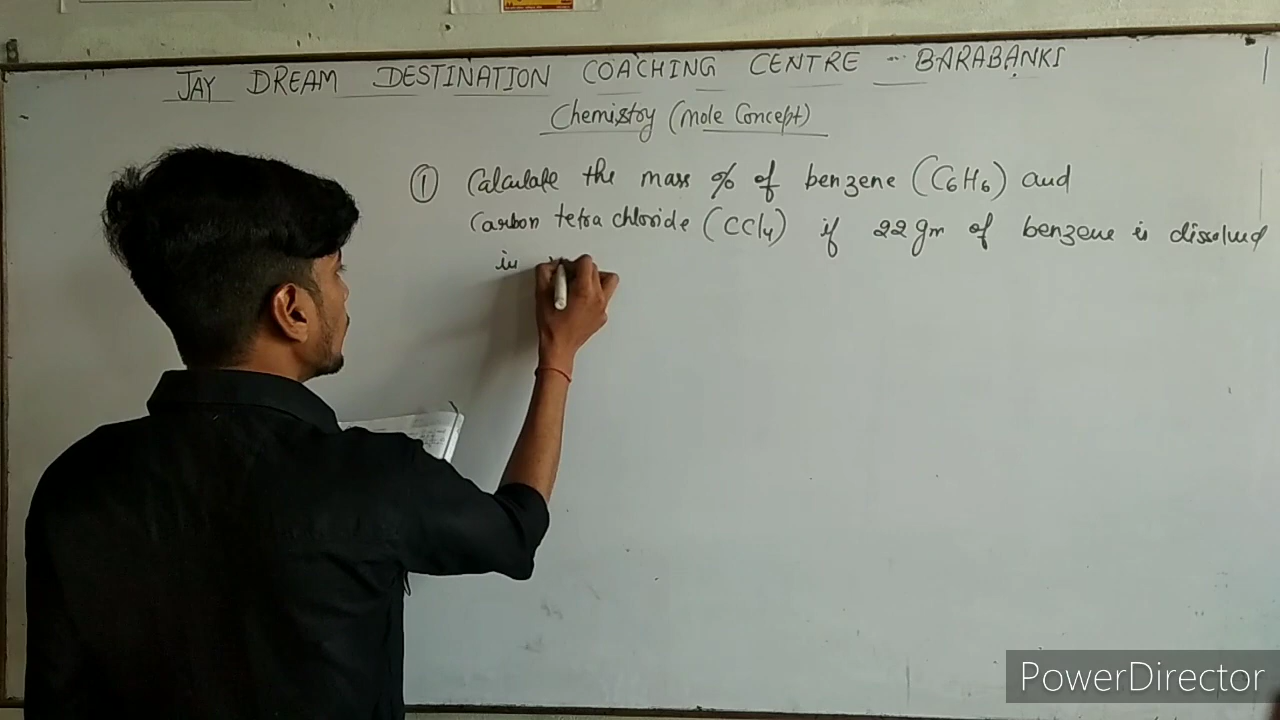 JAY DREAM DESTINATION COACHING CENTRE - BARABANKI
Chemistry (Mole Concept)
① Calculate the mass % of benzene (C6H6) and
Carbon tetra chloride (CCl4) if 22 gm of benzene is dissolved
in
PowerDirector